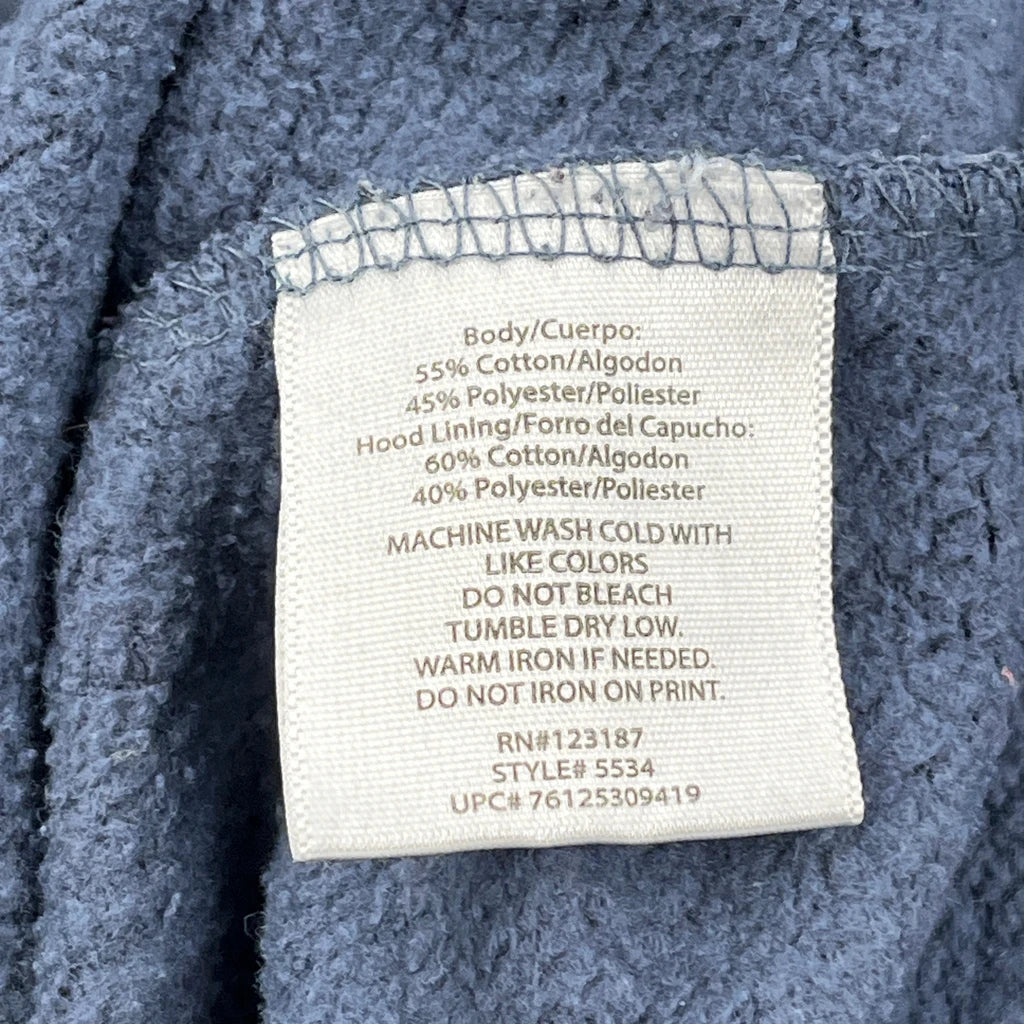 Body/Cuerpo:
55% Cotton/Algodon
45% Polyester/Poliester
Hood Lining/Forro del Capucho:
60% Cotton/Algodon
40% Polyester/Poliester
MACHINE WASH COLD WITH
LIKE COLORS
DO NOT BLEACH
TUMBLE DRY LOW.
WARM IRON IF NEEDED.
DO NOT IRON ON PRINT.
RN#123187
STYLE# 5534
UPC# 76125309419